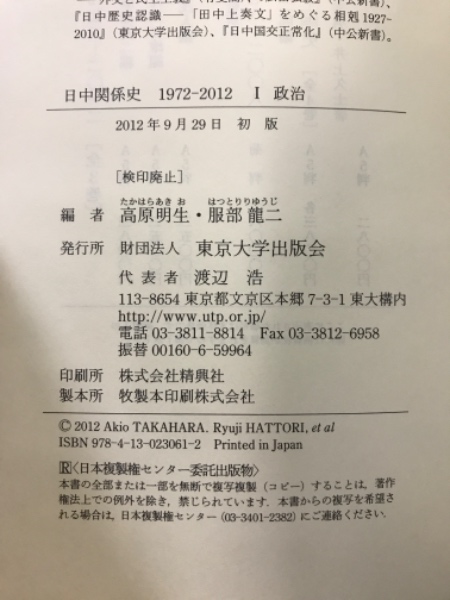 『日中歴史認識――「田中上奏文」をめぐる相剋1927-
2010』(東京大学出版会)、『日中国交正常化』(中公新書)。
日中関係史 1972-2012 Ⅰ 政治
2012年9月29日 初 版
[検印廃止]
たかはらあき お はつとりりゆうじ
編 者 高原明生・服部龍二
発行所 財団法人 東京大学出版会
代表者 渡辺 浩
113-8654 東京都文京区本郷7-3-1 東大構内
http://www.utp.or.jp/
電話 03-3811-8814 Fax 03-3812-6958
振替 00160-6-59964
印刷所 株式会社精興社
製本所 牧製本印刷株式会社
© 2012 Akio TAKAHARA. Ryuji HATTORI, et al
ISBN 978-4-13-023061-2 Printed in Japan
R〈日本複製権センター委託出版物〉
本書の全部または一部を無断で複写複製(コピー)することは,著作
権法上での例外を除き,禁じられています.本書からの複写を希望さ
れる場合は,日本複製権センター(03-3401-2382)にご連絡ください.